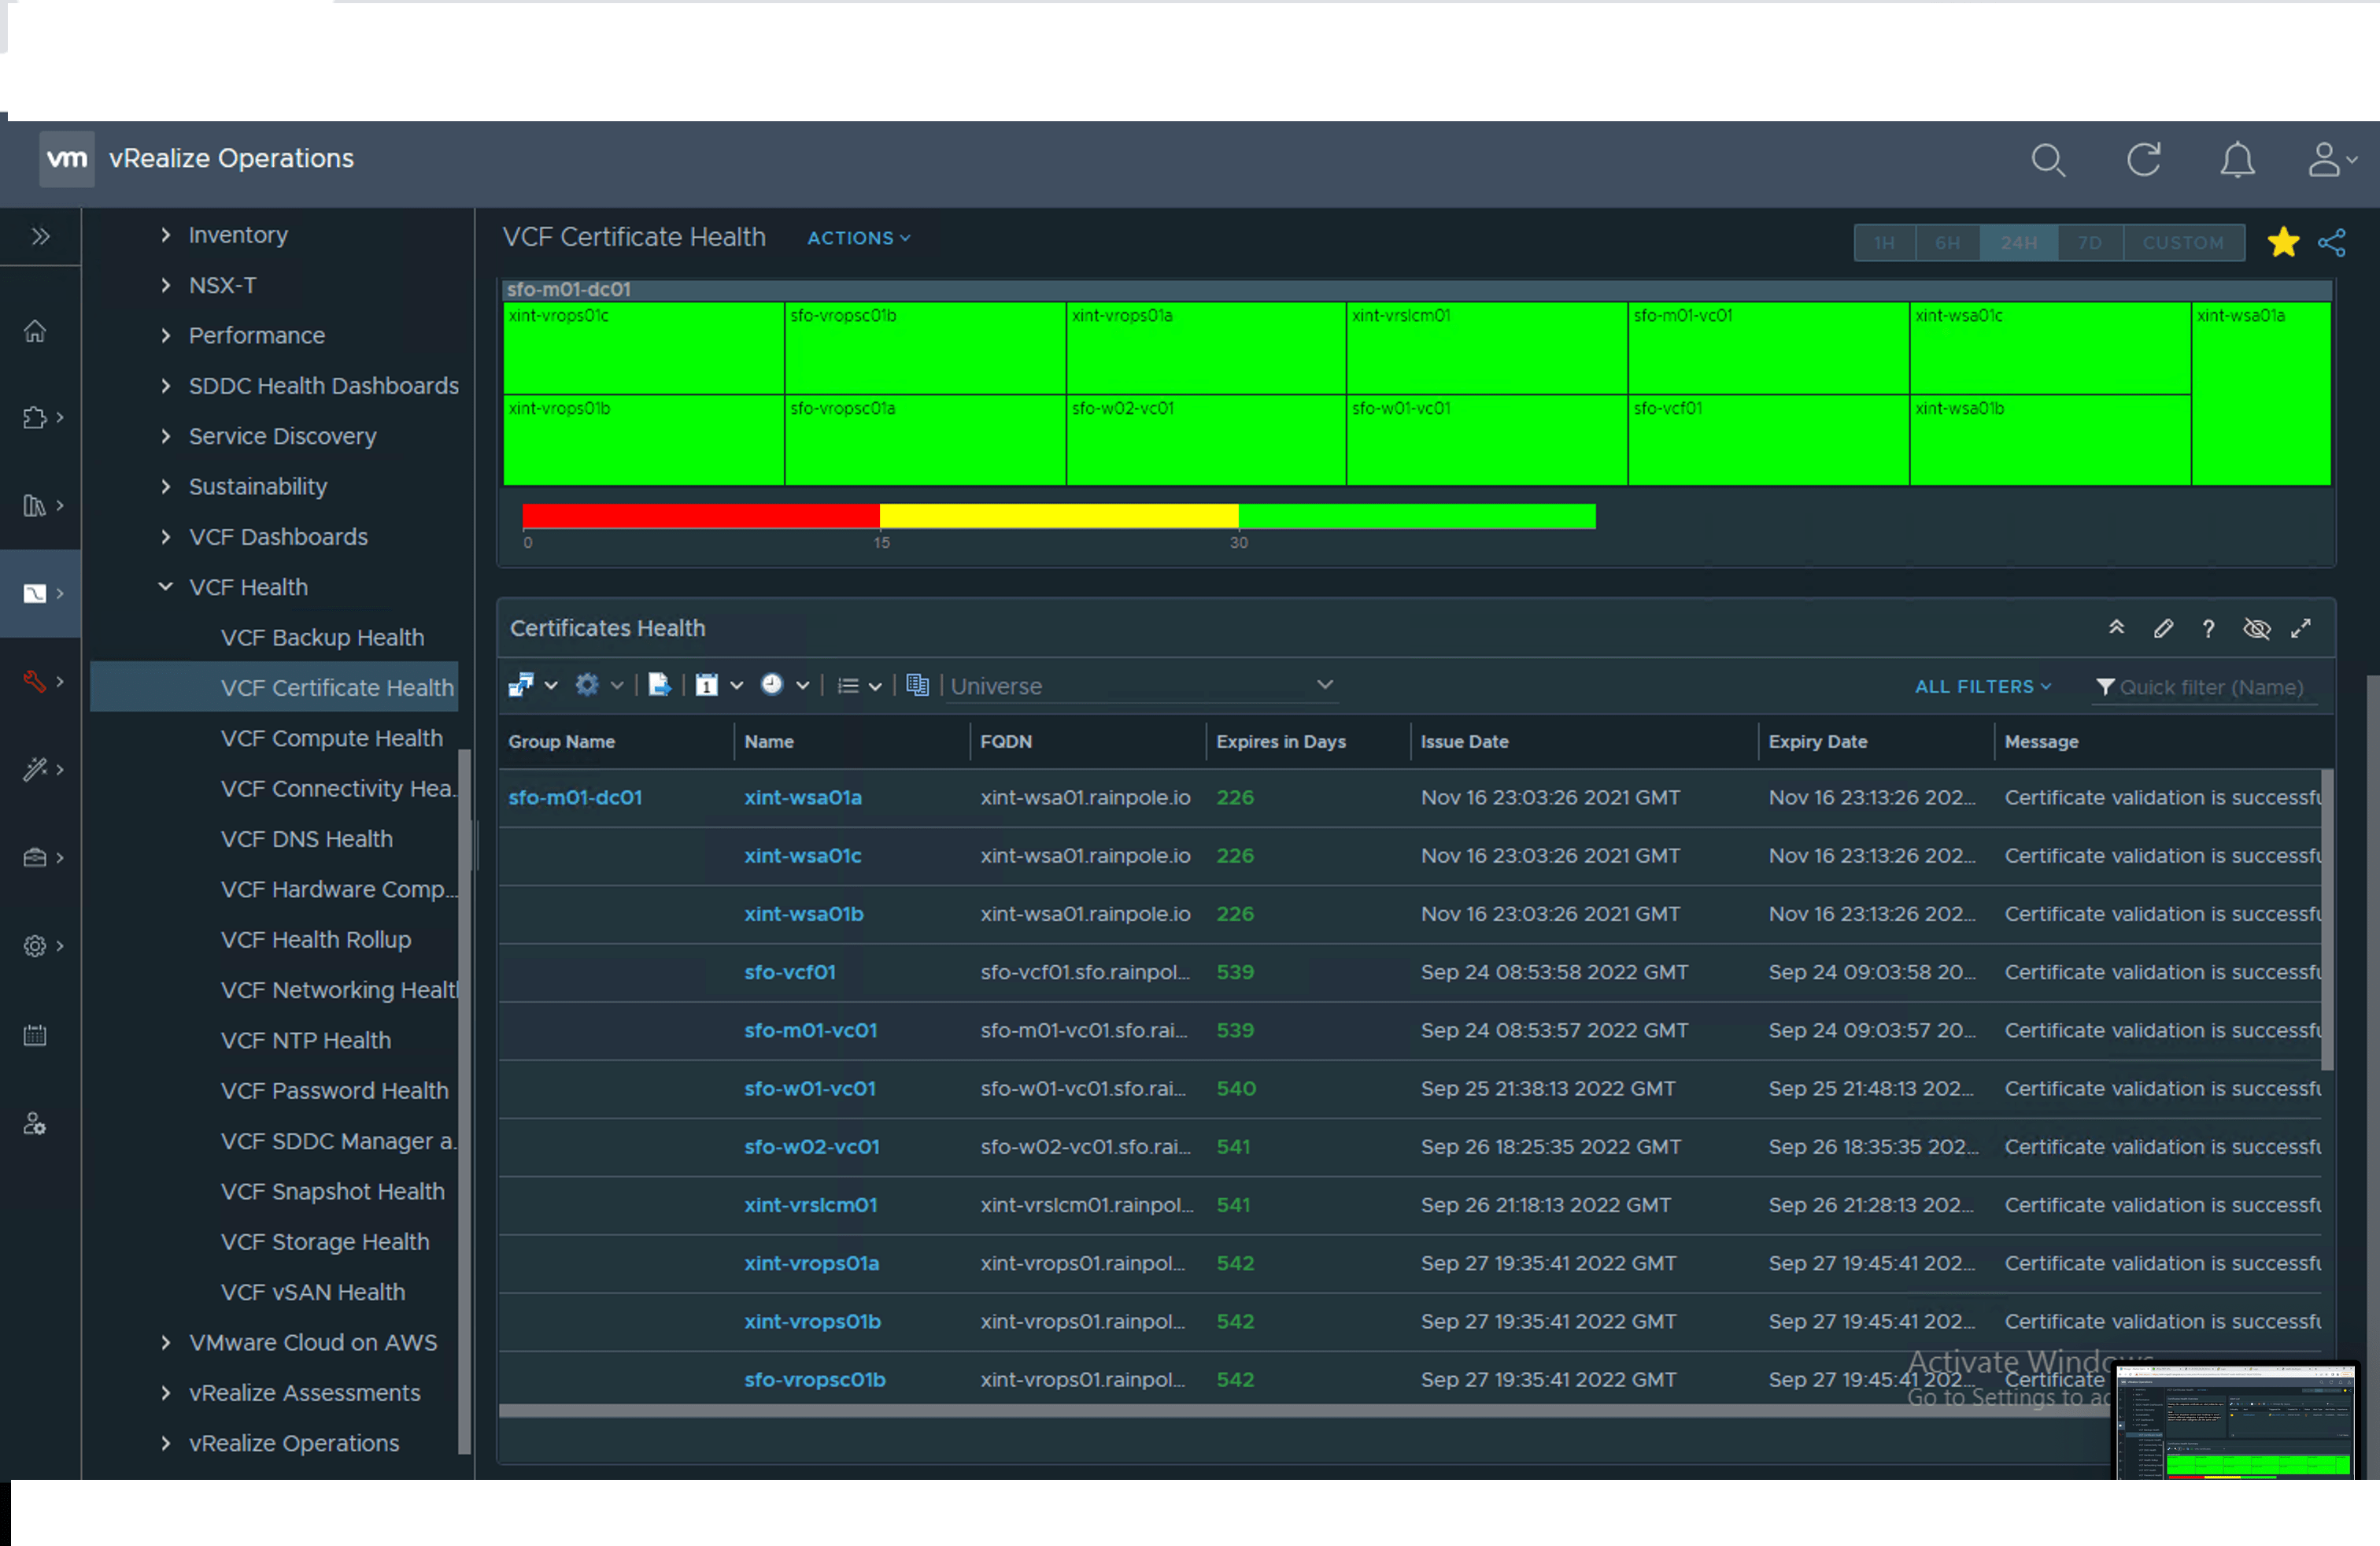 vm vRealize Operations
Inventory
NSX-T
Performance
SDDC Health Dashboards
Service Discovery
Sustainability
VCF Dashboards
VCF Health
VCF Backup Health
VCF Certificate Health
VCF Compute Health
VCF Connectivity Hea.
VCF DNS Health
VCF Hardware Comp...
VCF Health Rollup
VCF Networking Healt
VCF NTP Health
VCF Password Health
VCF SDDC Manager a.
VCF Snapshot Health
VCF Storage Health
VCF vSAN Health
VMware Cloud on AWS
vRealize Assessments
vRealize Operations
VCF Certificate Health ACTIONS 1H 6H 24H 7D CUSTOM
sfo-m01-dc01
xint-vrops01c sfo-vropsc01b xint-vrops01a xint-vrslcm01 sfo-m01-vc01 xint-wsa01c xint-wsa01a
xint-vrops01b sfo-vropsc01a sfo-w02-vc01 sfo-w01-vc01 sfo-vcf01 xint-wsa01b
0 15 30
Certificates Health ?
1 Universe ALL FILTERS Quick filter (Name)
Group Name Name FQDN Expires in Days Issue Date Expiry Date Message
sfo-m01-dc01 xint-wsa01a xint-wsa01.rainpole.io 226 Nov 16 23:03:26 2021 GMT Nov 16 23:13:26 202... Certificate validation is successfu
xint-wsa01c xint-wsa01.rainpole.io 226 Nov 16 23:03:26 2021 GMT Nov 16 23:13:26 202... Certificate validation is successfu
xint-wsa01b xint-wsa01.rainpole.io 226 Nov 16 23:03:26 2021 GMT Nov 16 23:13:26 202... Certificate validation is successfu
sfo-vcf01 sfo-vcf01.sfo.rainpol... 539 Sep 24 08:53:58 2022 GMT Sep 24 09:03:58 20... Certificate validation is successfu
sfo-m01-vc01 sfo-m01-vc01.sfo.rai... 539 Sep 24 08:53:57 2022 GMT Sep 24 09:03:57 20... Certificate validation is successfu
sfo-w01-vc01 sfo-w01-vc01.sfo.rai... 540 Sep 25 21:38:13 2022 GMT Sep 25 21:48:13 202... Certificate validation is successfu
sfo-w02-vc01 sfo-w02-vc01.sfo.rai... 541 Sep 26 18:25:35 2022 GMT Sep 26 18:35:35 202... Certificate validation is successfu
xint-vrslcm01 xint-vrslcm01.rainpol... 541 Sep 26 21:18:13 2022 GMT Sep 26 21:28:13 202... Certificate validation is successfu
xint-vrops01a xint-vrops01.rainpol... 542 Sep 27 19:35:41 2022 GMT Sep 27 19:45:41 202... Certificate validation is successfu
xint-vrops01b xint-vrops01.rainpol... 542 Sep 27 19:35:41 2022 GMT Sep 27 19:45:41 202... Certificate validation is successfu
sfo-vropsc01b xint-vrops01.rainpol... 542 Sep 27 19:35:41 2022 GMT Sep 27 19:45:41 202... Certificate
Activate Windows
Go to Settings to ac